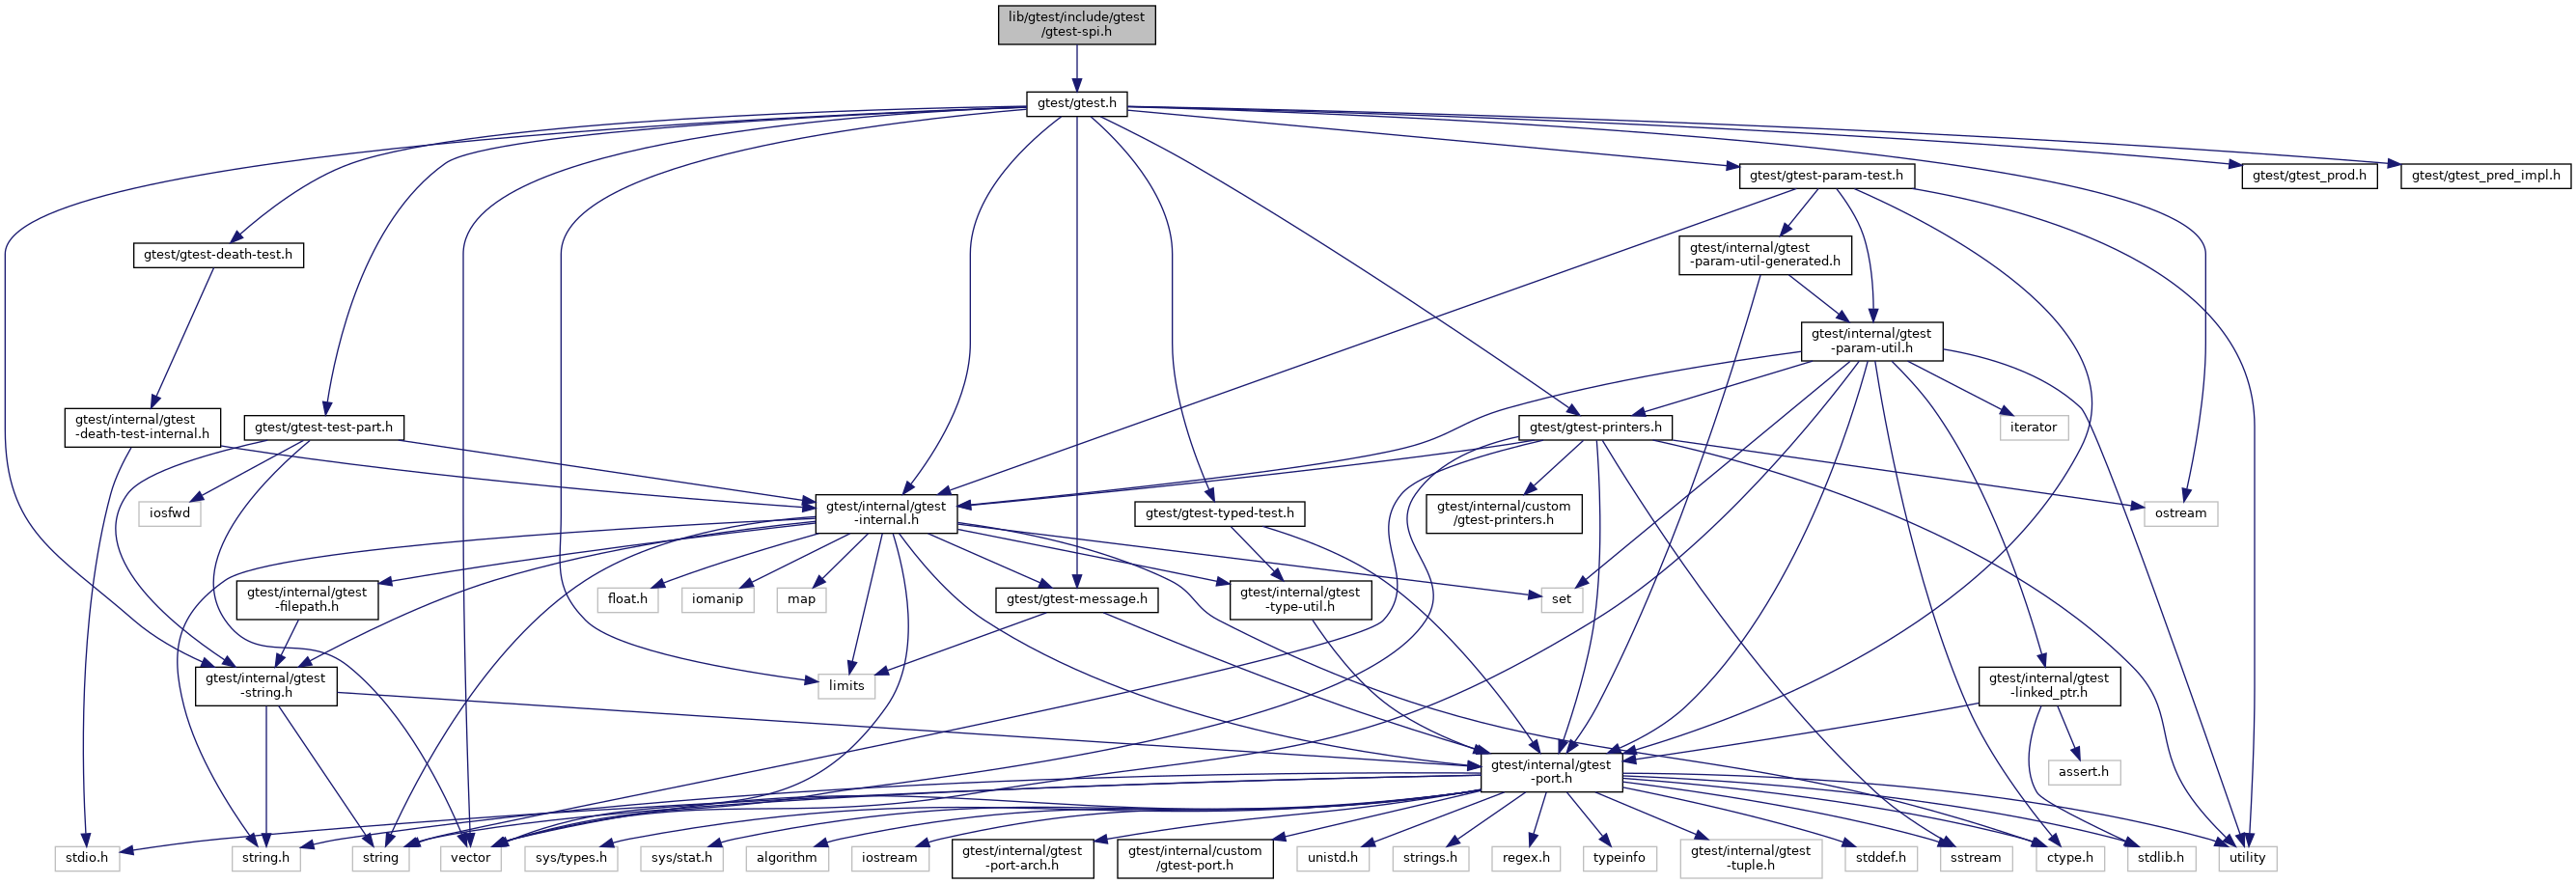 lib/gtest/include/gtest
/gtest-spi.h
gtest/gtest.h
gtest/gtest-param-test.h
gtest/gtest_prod.h
gtest/gtest_pred_impl.h
gtest/gtest-death-test.h
gtest/internal/gtest
-param-util-generated.h
gtest/internal/gtest
-param-util.h
gtest/internal/gtest
-death-test-internal.h
gtest/gtest-test-part.h
gtest/gtest-printers.h
iterator
iosfwd
gtest/internal/gtest
-internal.h
gtest/gtest-typed-test.h
gtest/internal/custom
/gtest-printers.h
ostream
gtest/internal/gtest
-filepath.h
float.h
iomanip
map
gtest/gtest-message.h
gtest/internal/gtest
-type-util.h
set
gtest/internal/gtest
-string.h
limits
gtest/internal/gtest
-linked_ptr.h
gtest/internal/gtest
-port.h
assert.h
stdio.h
string.h
string
vector
sys/types.h
sys/stat.h
algorithm
iostream
gtest/internal/gtest
-port-arch.h
gtest/internal/custom
/gtest-port.h
unistd.h
strings.h
regex.h
typeinfo
gtest/internal/gtest
-tuple.h
stddef.h
sstream
ctype.h
stdlib.h
utility